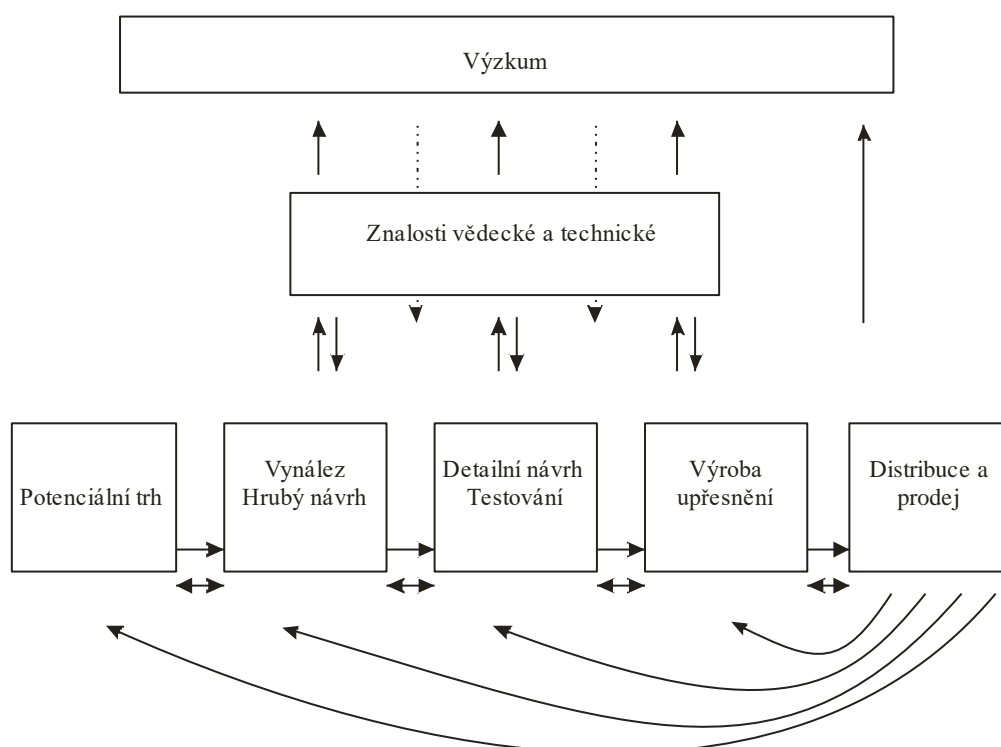 Výzkum
Znalosti vědecké a technické
Potenciální trh
Vynález
Hrubý návrh
Detailní návrh
Testování
Výroba
upřesnění
Distribuce a
prodej